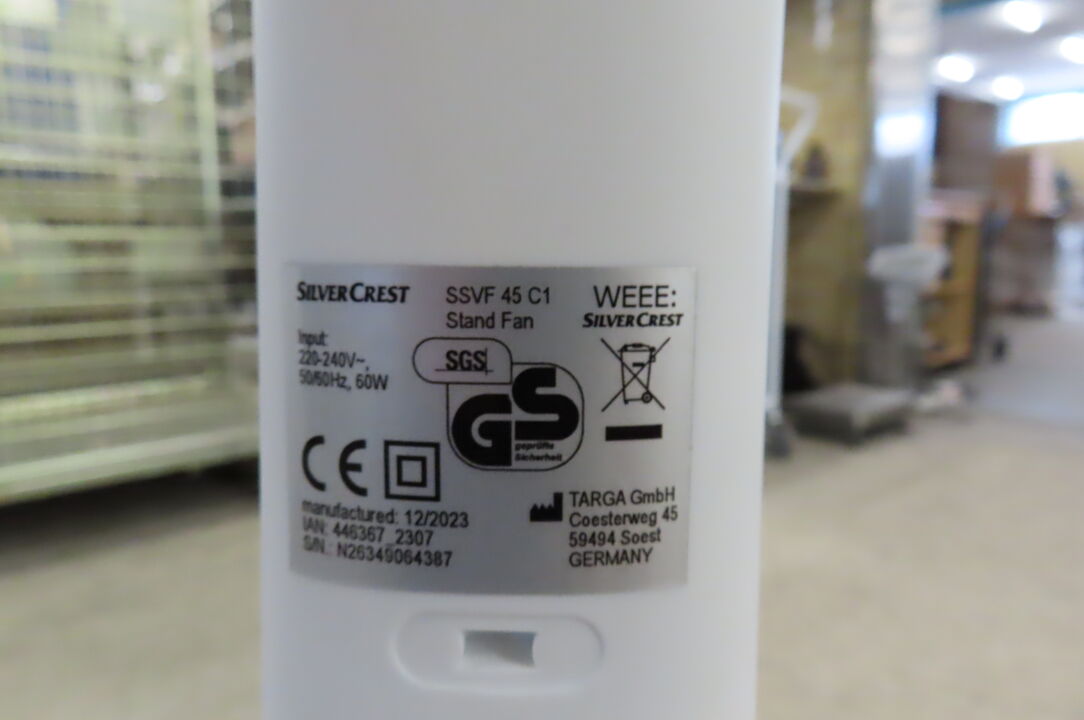 SILVERCREST
SSVF 45 C1
Stand Fan
WEEE:
SILVERCREST
Input:
220-240V~,
50/60Hz, 60W
SGS
GS
geprüfte
Sicherheit
CE
manufactured: 12/2023
IAN: 446367_2307
S/N.: N26349064387
TARGA GmbH
Coesterweg 45
59494 Soest
GERMANY